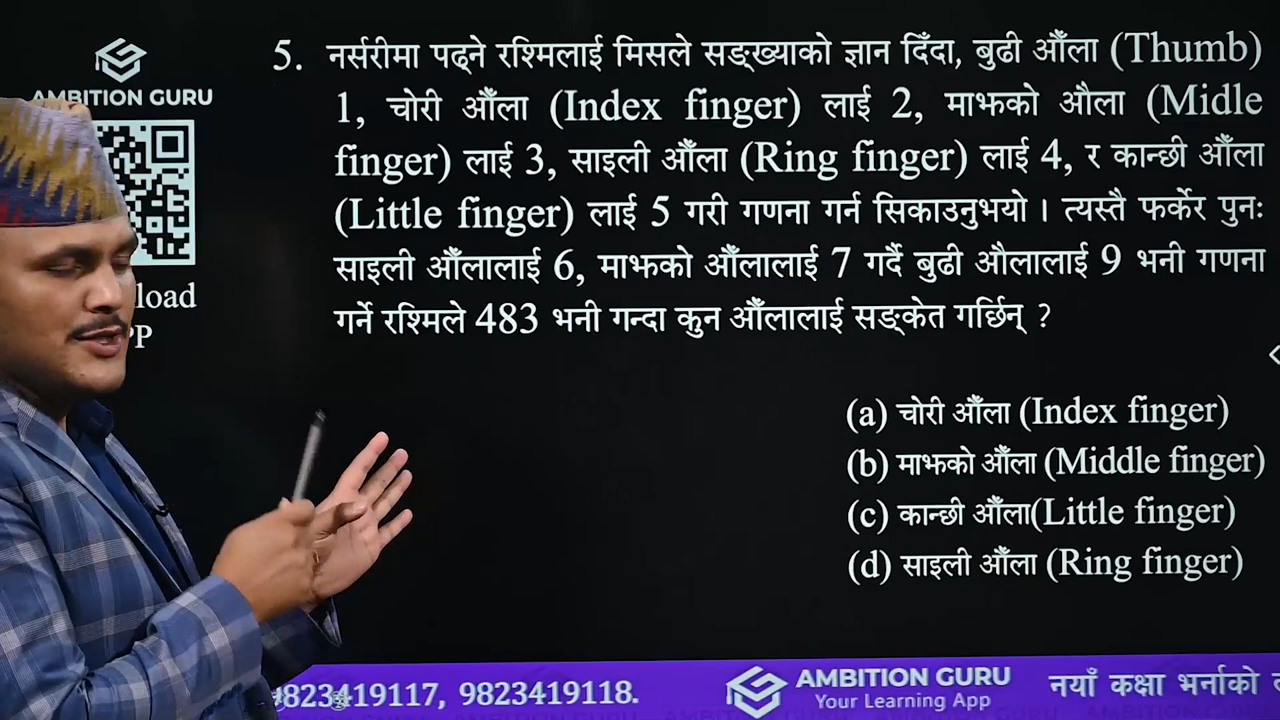 AMBITION GURU
5. नर्सरीमा पढ्ने रश्मिलाई मिसले सङ्ख्याको ज्ञान दिँदा, बुढी औँला (Thumb)
1, चोरी औँला (Index finger) लाई 2, माझको औला (Midle
finger) लाई 3, साइली औँला (Ring finger) लाई 4, र कान्छी औँला
(Little finger) लाई 5 गरी गणना गर्न सिकाउनुभयो । त्यस्तै फर्केर पुनः
साइली औँलालाई 6, माझको औँलालाई 7 गर्दै बुढी औलालाई 9 भनी गणना
गर्ने रश्मिले 483 भनी गन्दा कुन औँलालाई सङ्केत गर्छिन् ?
load
PP
(a) चोरी औँला (Index finger)
(b) माझको औँला (Middle finger)
(c) कान्छी औँला(Little finger)
(d) साइली औँला (Ring finger)
9823419117, 9823419118.
AMBITION GURU
Your Learning App
नयाँ कक्षा भर्नाको